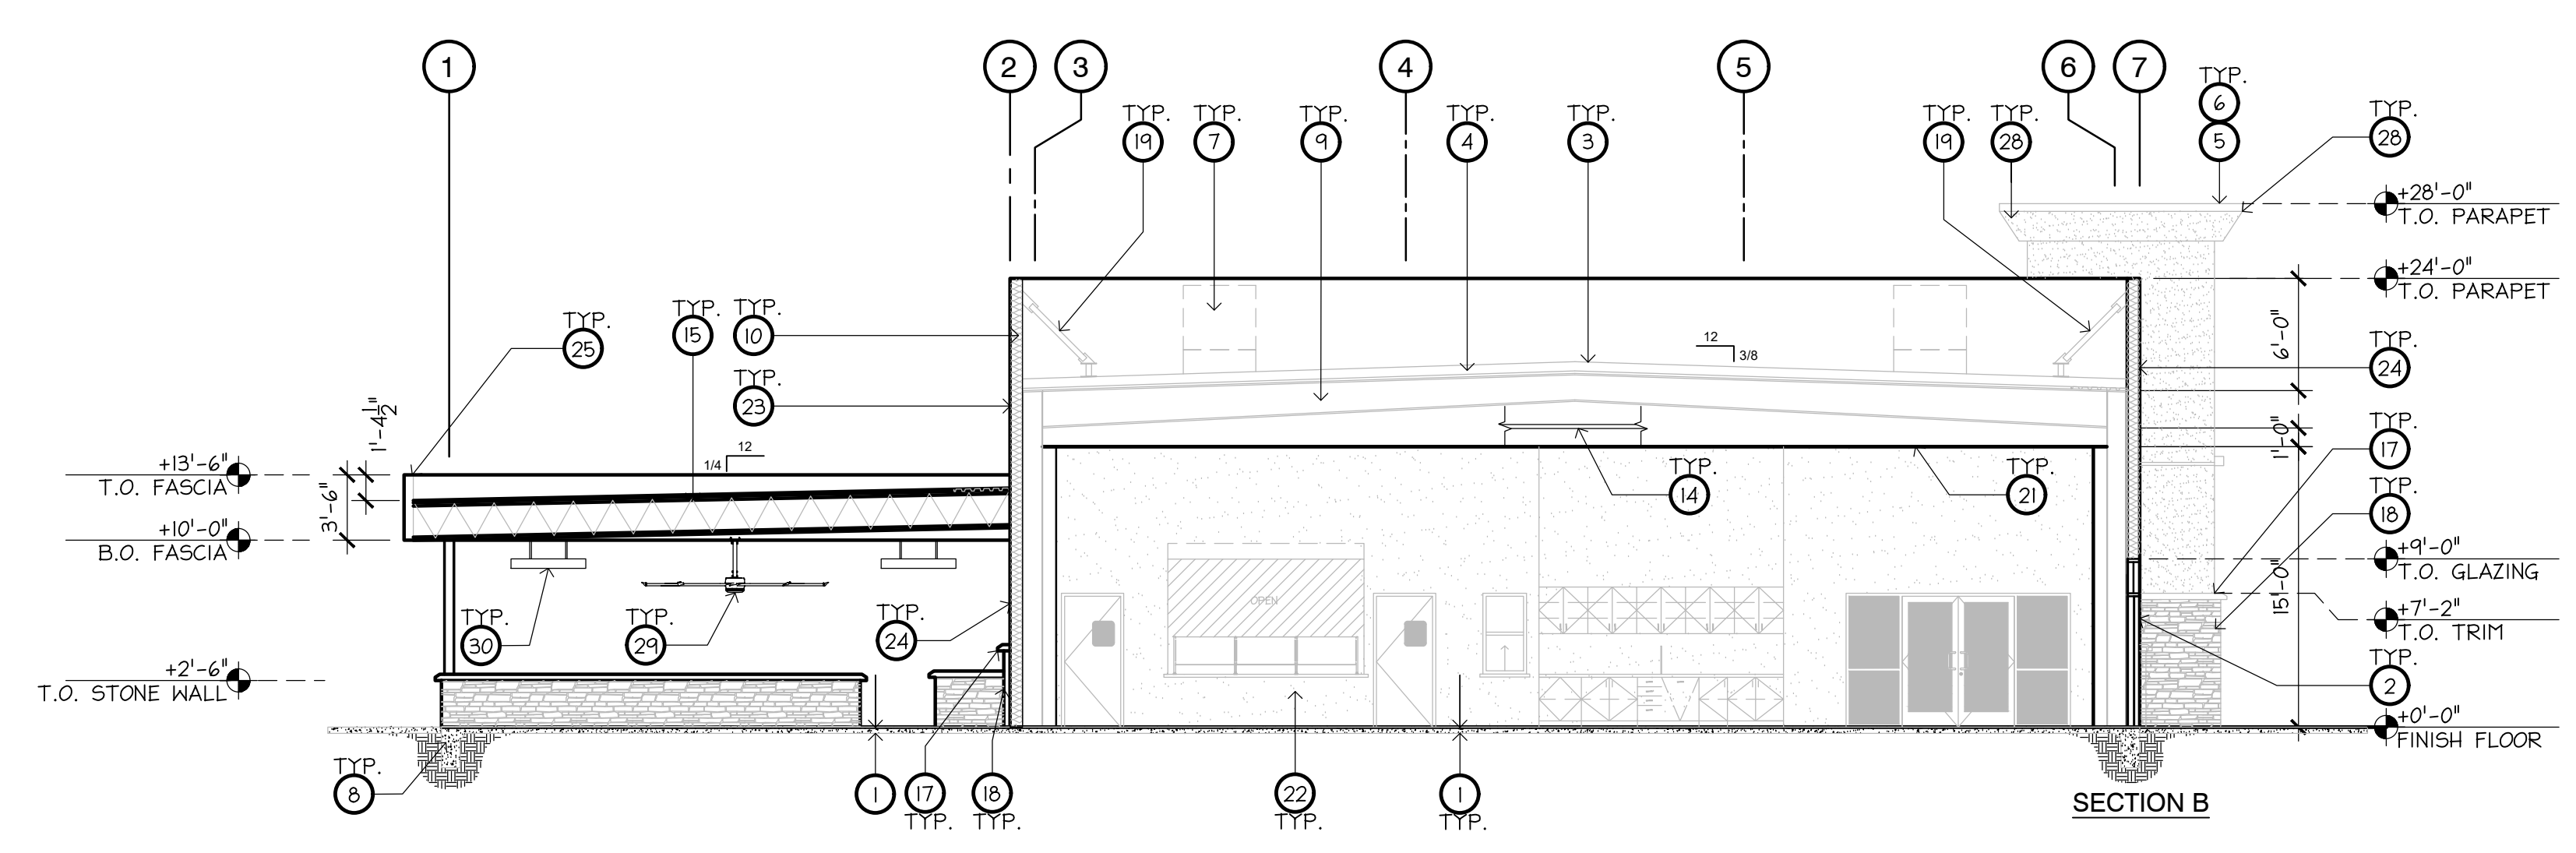 1
2
3
4
5
6
7
TYP.
19
TYP.
7
TYP.
9
TYP.
4
TYP.
3
TYP.
19
TYP.
28
TYP.
6
5
TYP.
28
+28'-0"
T.O. PARAPET
+24'-0"
T.O. PARAPET
TYP.
25
TYP.
15
TYP.
10
TYP.
23
12
3/8
6'-0"
TYP.
24
1'-4 1/2"
12
1/4
+13'-6"
T.O. FASCIA
3'-6"
+10'-0"
B.O. FASCIA
TYP.
14
TYP.
21
1'-0"
TYP.
17
TYP.
18
+9'-0"
T.O. GLAZING
15'-0"
OPEN
TYP.
30
TYP.
29
TYP.
24
+7'-2"
T.O. TRIM
+2'-6"
T.O. STONE WALL
TYP.
2
+0'-0"
FINISH FLOOR
TYP.
8
1
17
TYP.
18
TYP.
22
TYP.
1
TYP.
SECTION B